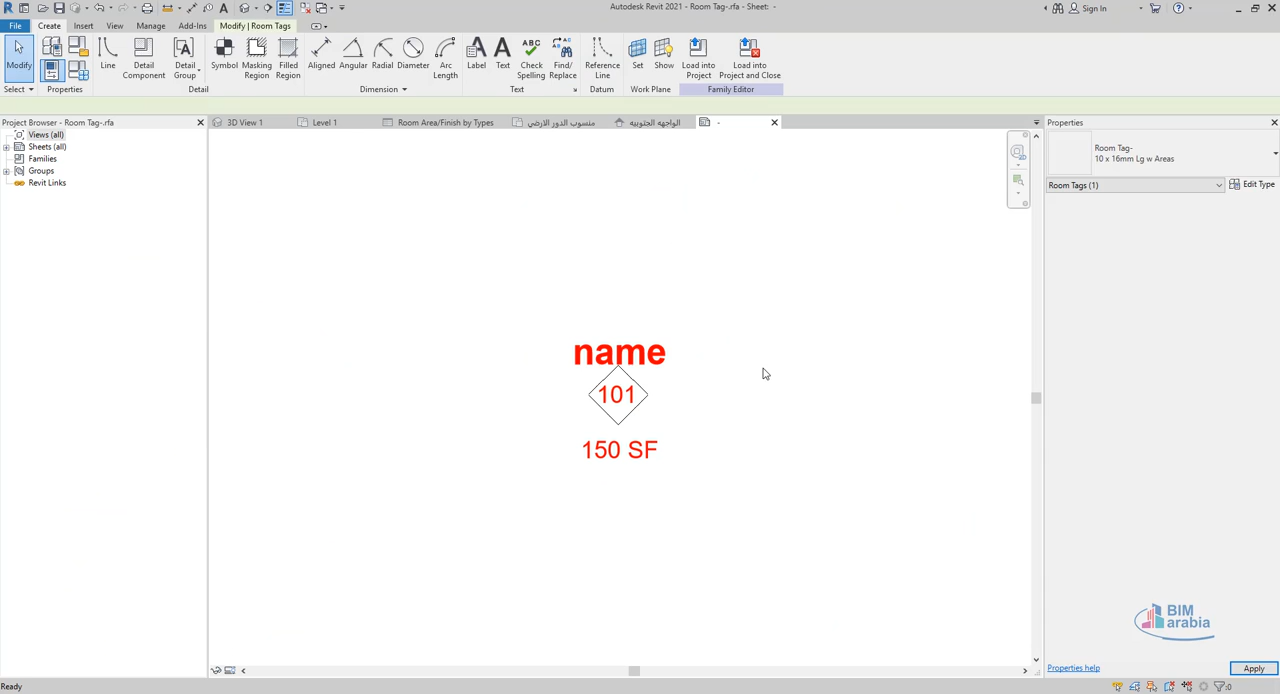 Autodesk Revit 2021 - Room Tag-.rfa - Sheet: -
Sign In
File Create Insert View Manage Add-Ins Modify | Room Tags
Modify
Line
Detail Component
Detail Group
Symbol
Masking Region
Filled Region
Aligned
Angular
Radial
Diameter
Arc Length
Label
Text
Check Spelling
Find/ Replace
Reference Line
Set
Show
Load into Project
Load into Project and Close
Select Properties Detail Dimension Text Datum Work Plane Family Editor
Project Browser - Room Tag-.rfa
Views (all)
Sheets (all)
Families
Groups
Revit Links
3D View 1
Level 1
Room Area/Finish by Types
منسوب الدور الارضي
الواجهه الجنوبيه
-
name
101
150 SF
Properties
Room Tag-
10 x 16mm Lg w Areas
Room Tags (1)
Edit Type
BIM
arabia
Properties help
Apply
Ready
:0